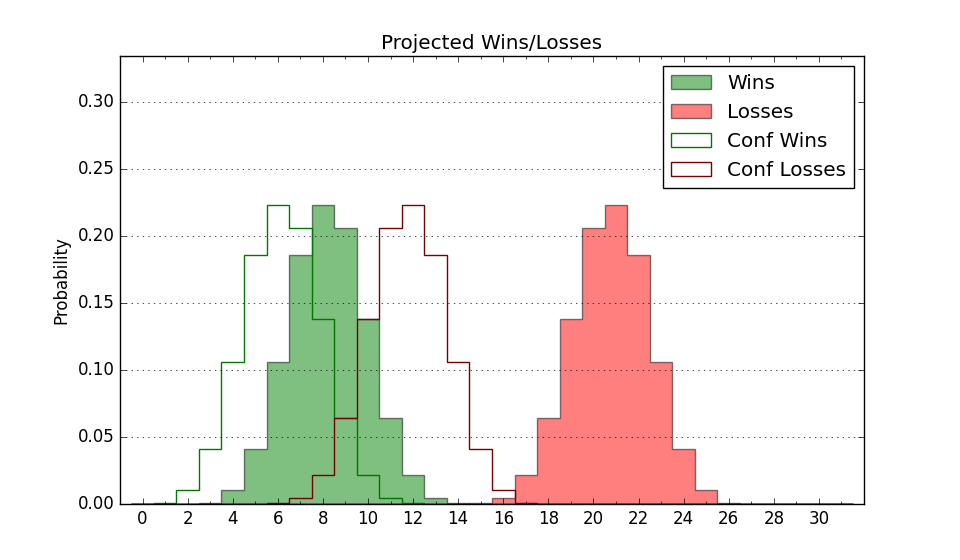 Projected Wins/Losses
Wins
Losses
Conf Wins
Conf Losses
Probability
0.30
0.25
0.20
0.15
0.10
0.05
0.00
0 2 4 6 8 10 12 14 16 18 20 22 24 26 28 30